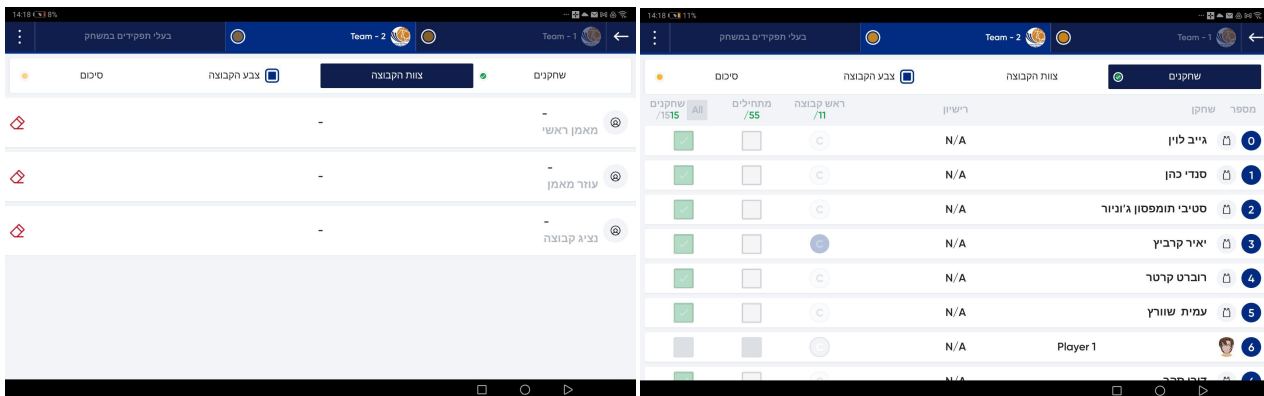 14:18 8%
בעלי תפקידים במשחק
Team - 2
Team - 1
שחקנים
צוות הקבוצה
צבע הקבוצה
סיכום
-
מאמן ראשי
-
-
עוזר מאמן
-
-
נציג קבוצה
-
14:18 11%
בעלי תפקידים במשחק
Team - 2
Team - 1
שחקנים
צוות הקבוצה
צבע הקבוצה
סיכום
מספר שחקן רישיון ראש קבוצה /11 מתחילים /55 All שחקנים /1515
0 גייב לוין N/A C
1 סנדי כהן N/A C
2 סטיבי תומפסון ג'וניור N/A C
3 יאיר קרביץ N/A C
4 רוברט קרטר N/A C
5 עמית שוורץ N/A C
6 Player 1 N/A C